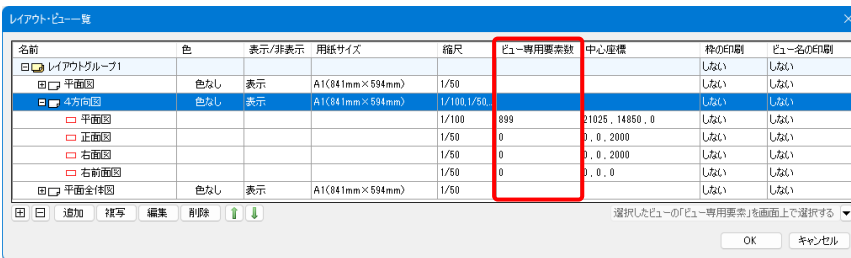 レイアウト・ビュー一覧
名前 色 表示/非表示 用紙サイズ 縮尺 ビュー専用要素数 中心座標 枠の印刷 ビュー名の印刷
レイアウトグループ1 しない しない
平面図 色なし 表示 A1(841mm×594mm) 1/50 しない しない
4方向図 色なし 表示 A1(841mm×594mm) 1/100,1/50,.. しない しない
平面図 1/100 899 21025 , 14850 , 0 しない しない
正面図 1/50 0 0 , 0 , 2000 しない しない
右面図 1/50 0 0 , 0 , 2000 しない しない
右前面図 1/50 0 0 , 0 , 0 しない しない
平面全体図 色なし 表示 A1(841mm×594mm) 1/50 しない しない
追加 複写 編集 削除 選択したビューの「ビュー専用要素」を画面上で選択する
OK キャンセル